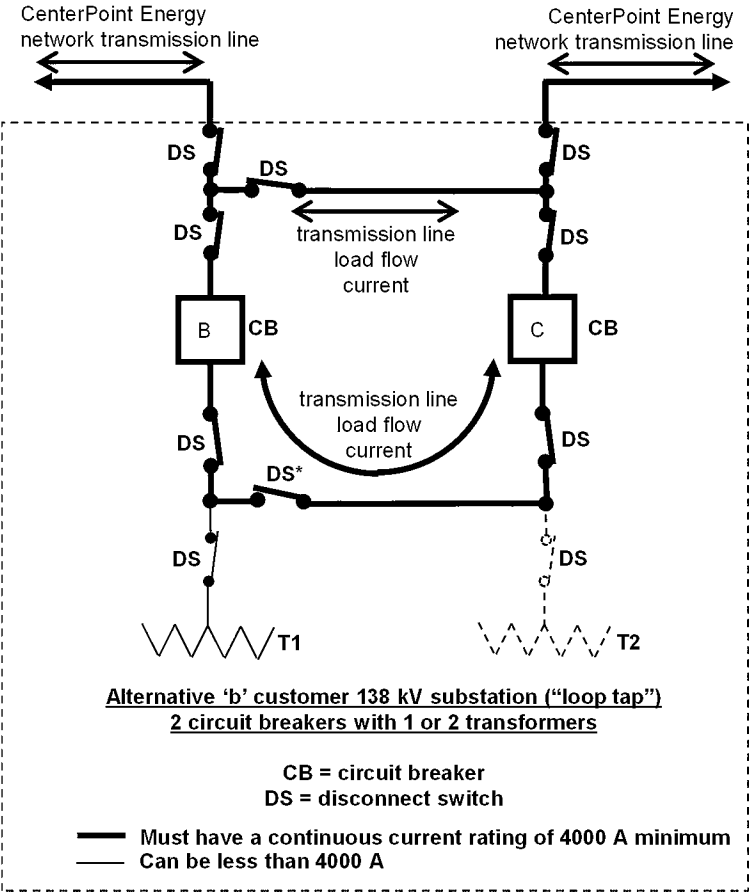 CenterPoint Energy
network transmission line
CenterPoint Energy
network transmission line
DS
DS
DS
DS
transmission line
load flow
current
DS
B
CB
C
CB
transmission line
load flow
current
DS
DS
DS*
DS
DS
T1
T2
Alternative ‘b’ customer 138 kV substation (“loop tap”)
2 circuit breakers with 1 or 2 transformers
CB = circuit breaker
DS = disconnect switch
Must have a continuous current rating of 4000 A minimum
Can be less than 4000 A